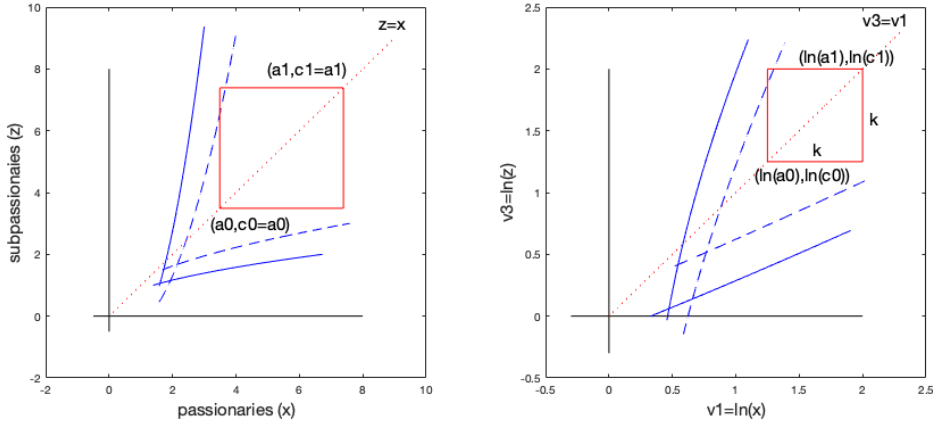 10
8
6
4
2
0
-2
-2
0
2
4
6
8
10
subpassionaies (z)
passionaries (x)
z=x
(a1,c1=a1)
(a0,c0=a0)
2.5
2
1.5
1
0.5
0
-0.5
-0.5
0
0.5
1
1.5
2
2.5
v3=ln(z)
v1=ln(x)
v3=v1
(ln(a1),ln(c1))
k
k
(ln(a0),ln(c0))